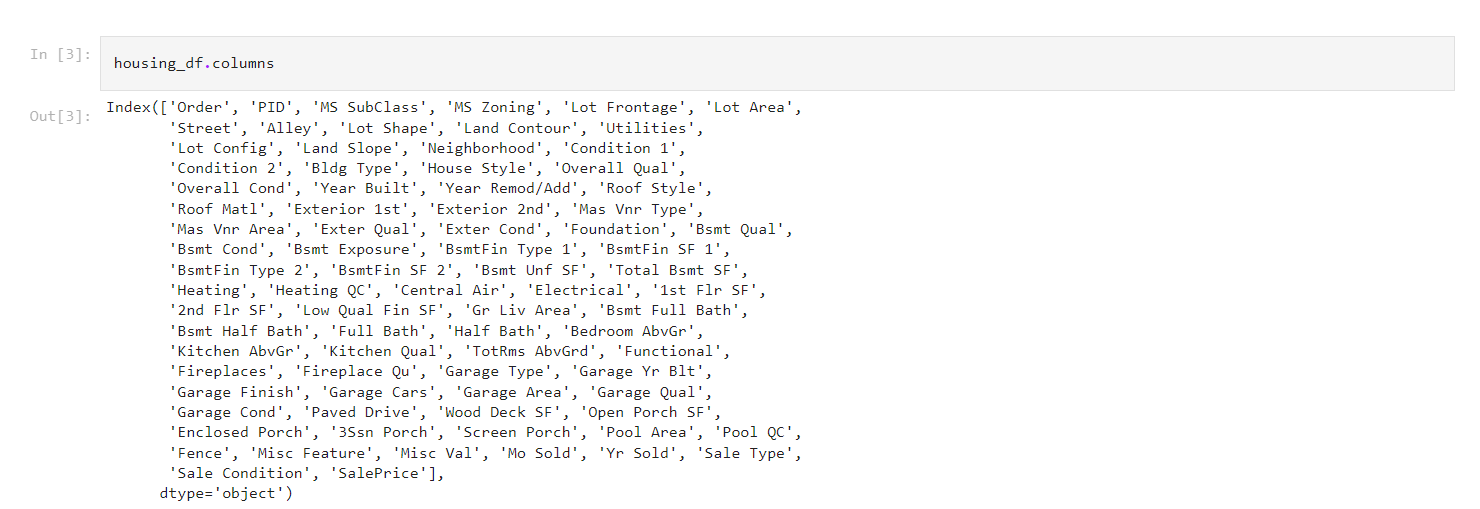 In [3]:
housing_df.columns
Out[3]:
Index(['Order', 'PID', 'MS SubClass', 'MS Zoning', 'Lot Frontage', 'Lot Area',
'Street', 'Alley', 'Lot Shape', 'Land Contour', 'Utilities',
'Lot Config', 'Land Slope', 'Neighborhood', 'Condition 1',
'Condition 2', 'Bldg Type', 'House Style', 'Overall Qual',
'Overall Cond', 'Year Built', 'Year Remod/Add', 'Roof Style',
'Roof Matl', 'Exterior 1st', 'Exterior 2nd', 'Mas Vnr Type',
'Mas Vnr Area', 'Exter Qual', 'Exter Cond', 'Foundation', 'Bsmt Qual',
'Bsmt Cond', 'Bsmt Exposure', 'BsmtFin Type 1', 'BsmtFin SF 1',
'BsmtFin Type 2', 'BsmtFin SF 2', 'Bsmt Unf SF', 'Total Bsmt SF',
'Heating', 'Heating QC', 'Central Air', 'Electrical', '1st Flr SF',
'2nd Flr SF', 'Low Qual Fin SF', 'Gr Liv Area', 'Bsmt Full Bath',
'Bsmt Half Bath', 'Full Bath', 'Half Bath', 'Bedroom AbvGr',
'Kitchen AbvGr', 'Kitchen Qual', 'TotRms AbvGrd', 'Functional',
'Fireplaces', 'Fireplace Qu', 'Garage Type', 'Garage Yr Blt',
'Garage Finish', 'Garage Cars', 'Garage Area', 'Garage Qual',
'Garage Cond', 'Paved Drive', 'Wood Deck SF', 'Open Porch SF',
'Enclosed Porch', '3Ssn Porch', 'Screen Porch', 'Pool Area', 'Pool QC',
'Fence', 'Misc Feature', 'Misc Val', 'Mo Sold', 'Yr Sold', 'Sale Type',
'Sale Condition', 'SalePrice'],
dtype='object')